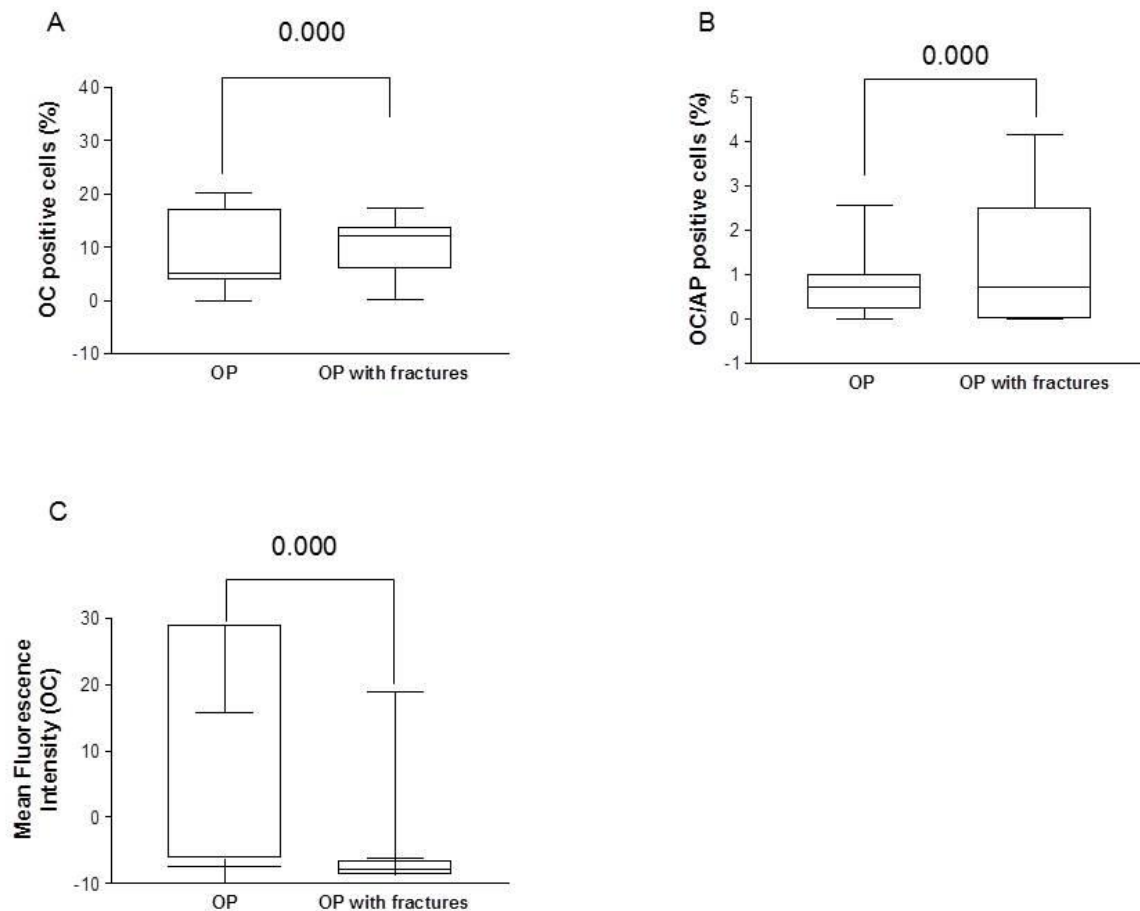 A
0.000
OC positive cells (%)
40
30
20
10
0
-10
OP
OP with fractures
B
0.000
OC/AP positive cells (%)
5
4
3
2
1
0
-1
OP
OP with fractures
C
0.000
Mean Fluorescence
Intensity (OC)
30
20
10
0
-10
OP
OP with fractures